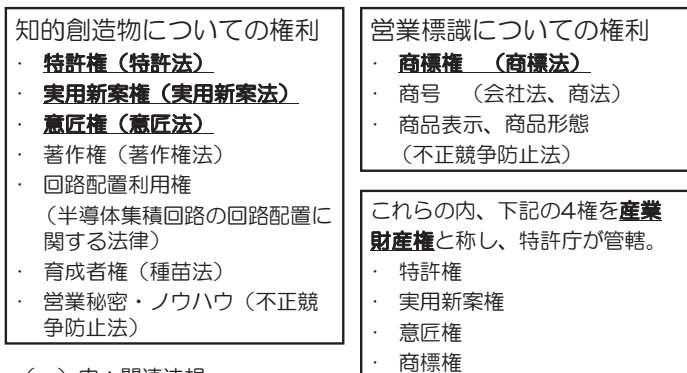 知的創造物についての権利
· 特許権（特許法）
· 実用新案権（実用新案法）
· 意匠権（意匠法）
· 著作権（著作権法）
· 回路配置利用権
（半導体集積回路の回路配置に
関する法律）
· 育成者権（種苗法）
· 営業秘密・ノウハウ（不正競
争防止法）
営業標識についての権利
· 商標権　（商標法）
· 商号　（会社法、商法）
· 商品表示、商品形態
（不正競争防止法）
これらの内、下記の4権を産業
財産権と称し、特許庁が管轄。
· 特許権
· 実用新案権
· 意匠権
· 商標権